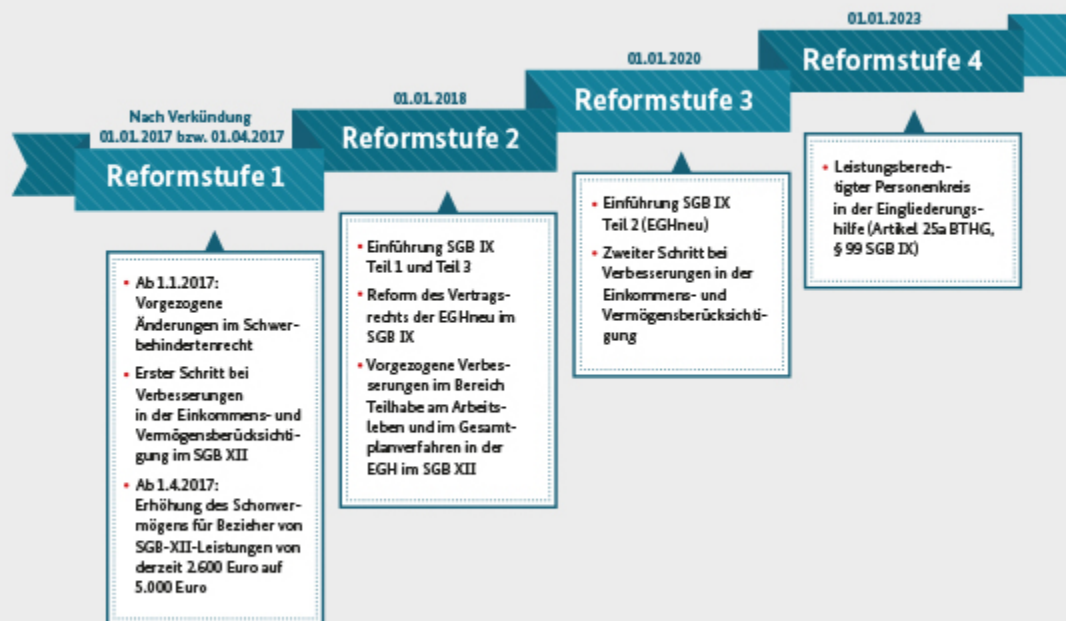 Nach Verkündung
01.01.2017 bzw. 01.04.2017
Reformstufe 1
• Ab 1.1.2017:
Vorgezogene
Änderungen im Schwer-
behindertenrecht
• Erster Schritt bei
Verbesserungen
in der Einkommens- und
Vermögensberücksichti-
gung im SGB XII
• Ab 1.4.2017:
Erhöhung des Schonver-
mögens für Bezieher von
SGB-XII-Leistungen von
derzeit 2.600 Euro auf
5.000 Euro
01.01.2018
Reformstufe 2
• Einführung SGB IX
Teil 1 und Teil 3
• Reform des Vertrags-
rechts der EGHneu im
SGB IX
• Vorgezogene Verbes-
serungen im Bereich
Teilhabe am Arbeits-
leben und im Gesamt-
planverfahren in der
EGH im SGB XII
01.01.2020
Reformstufe 3
• Einführung SGB IX
Teil 2 (EGHneu)
• Zweiter Schritt bei
Verbesserungen in der
Einkommens- und
Vermögensberücksichti-
gung
01.01.2023
Reformstufe 4
• Leistungsberech-
tigter Personenkreis
in der Eingliederungs-
hilfe (Artikel 25a BTHG,
§ 99 SGB IX)